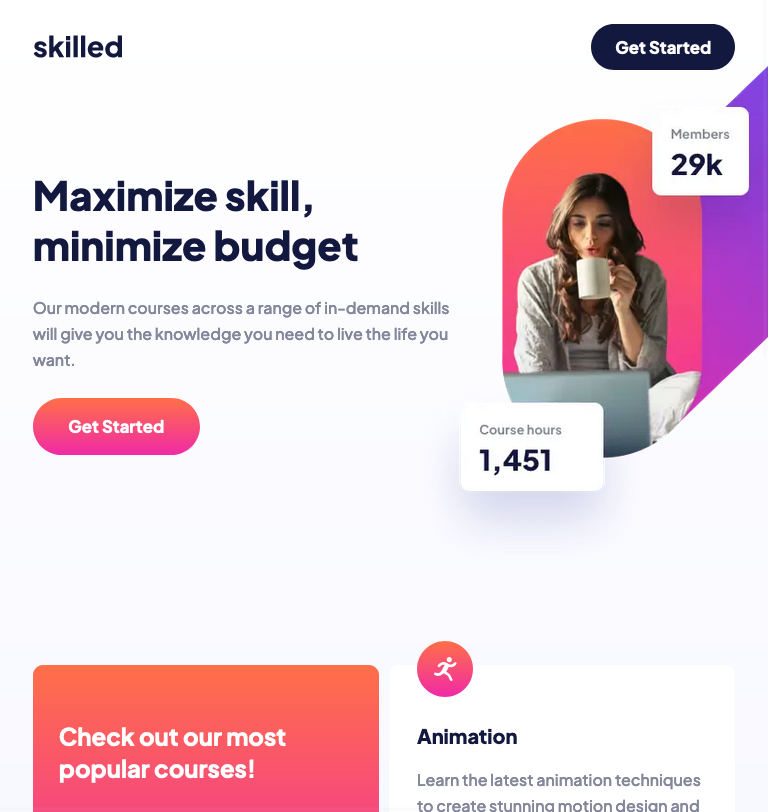 skilled
Get Started
Members
29k
Maximize skill,
minimize budget
Our modern courses across a range of in-demand skills
will give you the knowledge you need to live the life you
want.
Get Started
Course hours
1,451
Check out our most
popular courses!
Animation
Learn the latest animation techniques
to create stunning motion design and